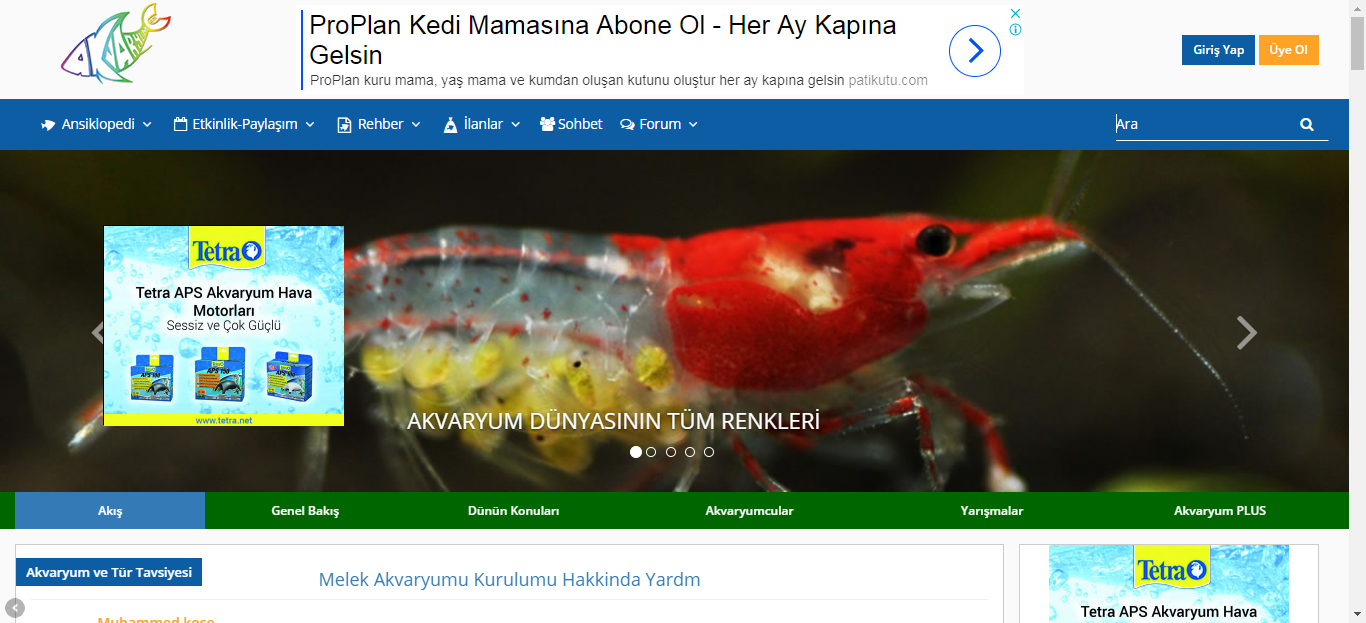 AKVARYUM
ProPlan Kedi Mamasına Abone Ol - Her Ay Kapına
Gelsin
ProPlan kuru mama, yaş mama ve kumdan oluşan kutunu oluştur her ay kapına gelsin patikutu.com
Giriş Yap
Üye Ol
Ansiklopedi
Etkinlik-Paylaşım
Rehber
İlanlar
Sohbet
Forum
Ara
Tetra
Tetra APS Akvaryum Hava
Motorları
Sessiz ve Çok Güçlü
www.tetra.net
AKVARYUM DÜNYASININ TÜM RENKLERİ
Akış
Genel Bakış
Dünün Konuları
Akvaryumcular
Yarışmalar
Akvaryum PLUS
Akvaryum ve Tür Tavsiyesi
Melek Akvaryumu Kurulumu Hakkinda Yardm
Muhammed kose
Tetra
Tetra APS Akvaryum Hava